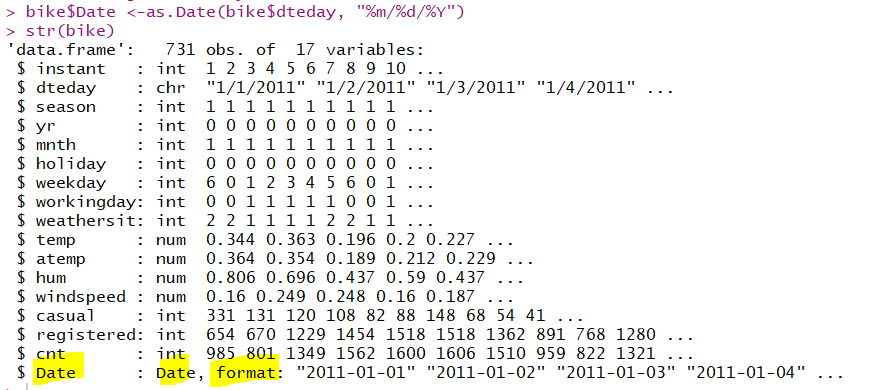 > bike$Date <-as.Date(bike$dteday, "%m/%d/%Y")
> str(bike)
'data.frame':   731 obs. of  17 variables:
 $ instant   : int  1 2 3 4 5 6 7 8 9 10 ...
 $ dteday    : chr  "1/1/2011" "1/2/2011" "1/3/2011" "1/4/2011" ...
 $ season    : int  1 1 1 1 1 1 1 1 1 1 ...
 $ yr        : int  0 0 0 0 0 0 0 0 0 0 ...
 $ mnth      : int  1 1 1 1 1 1 1 1 1 1 ...
 $ holiday   : int  0 0 0 0 0 0 0 0 0 0 ...
 $ weekday   : int  6 0 1 2 3 4 5 6 0 1 ...
 $ workingday: int  0 0 1 1 1 1 1 0 0 1 ...
 $ weathersit: int  2 2 1 1 1 1 2 2 1 1 ...
 $ temp      : num  0.344 0.363 0.196 0.2 0.227 ...
 $ atemp     : num  0.364 0.354 0.189 0.212 0.229 ...
 $ hum       : num  0.806 0.696 0.437 0.59 0.437 ...
 $ windspeed : num  0.16 0.249 0.248 0.16 0.187 ...
 $ casual    : int  331 131 120 108 82 88 148 68 54 41 ...
 $ registered: int  654 670 1229 1454 1518 1518 1362 891 768 1280 ...
 $ cnt       : int  985 801 1349 1562 1600 1606 1510 959 822 1321 ...
 $ Date      : Date, format: "2011-01-01" "2011-01-02" "2011-01-03" "2011-01-04" ...